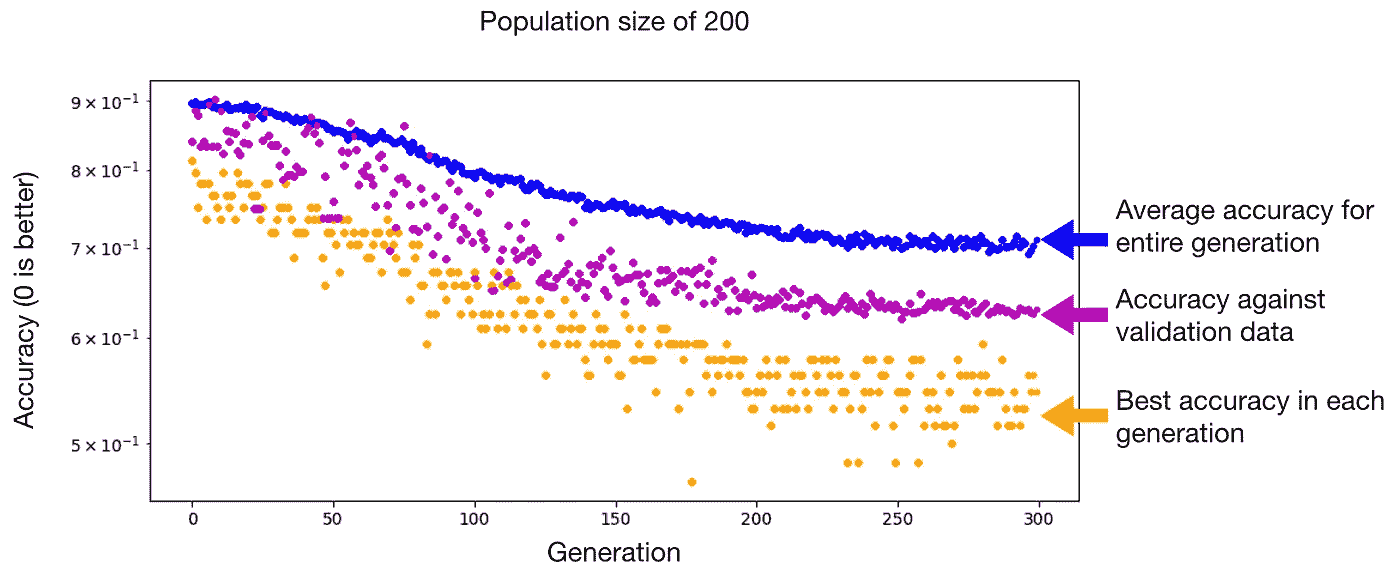 Population size of 200
9 × 10⁻¹
8 × 10⁻¹
7 × 10⁻¹
6 × 10⁻¹
5 × 10⁻¹
Accuracy (0 is better)
Average accuracy for
entire generation
Accuracy against
validation data
Best accuracy in each
generation
0 50 100 150 200 250 300
Generation